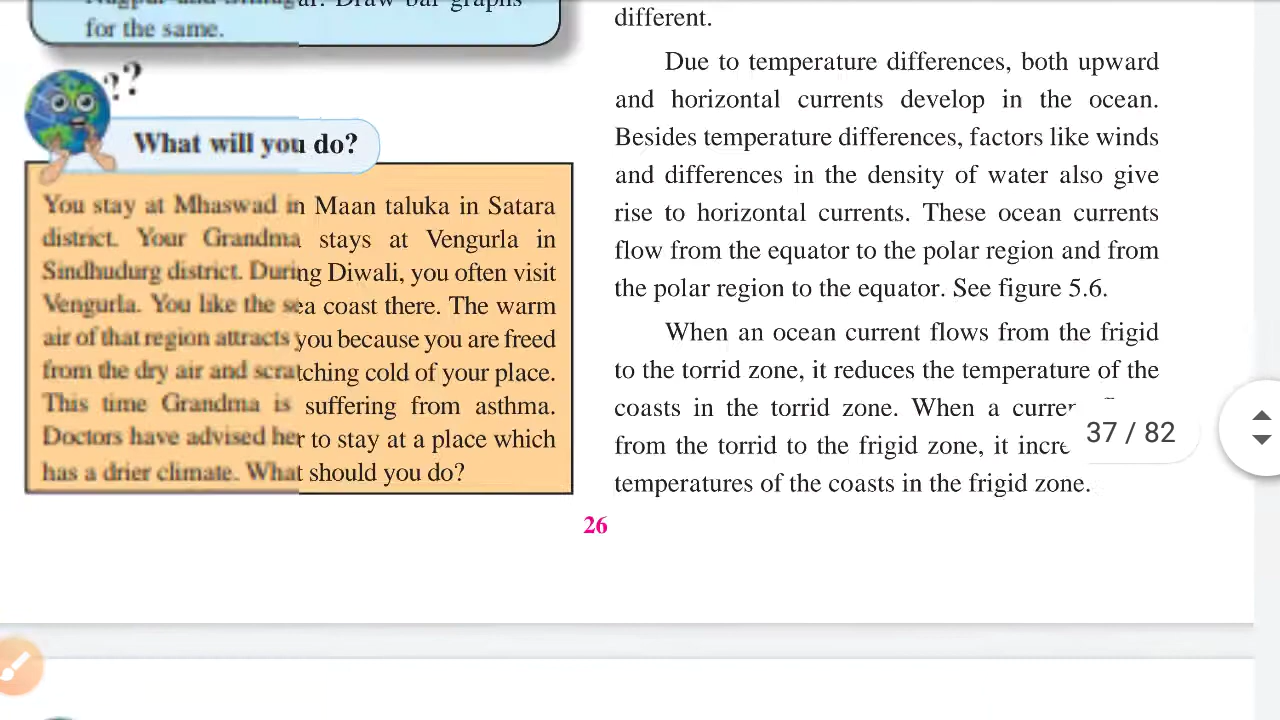 Nagpur and Srinagar. Draw bar graphs
for the same.
??
What will you do?
You stay at Mhaswad in Maan taluka in Satara
district. Your Grandma stays at Vengurla in
Sindhudurg district. During Diwali, you often visit
Vengurla. You like the sea coast there. The warm
air of that region attracts you because you are freed
from the dry air and scratching cold of your place.
This time Grandma is suffering from asthma.
Doctors have advised her to stay at a place which
has a drier climate. What should you do?
different.
Due to temperature differences, both upward
and horizontal currents develop in the ocean.
Besides temperature differences, factors like winds
and differences in the density of water also give
rise to horizontal currents. These ocean currents
flow from the equator to the polar region and from
the polar region to the equator. See figure 5.6.
When an ocean current flows from the frigid
to the torrid zone, it reduces the temperature of the
coasts in the torrid zone. When a
from the torrid to the frigid zone, it
temperatures of the coasts in the frigid zone.
37 / 82
26